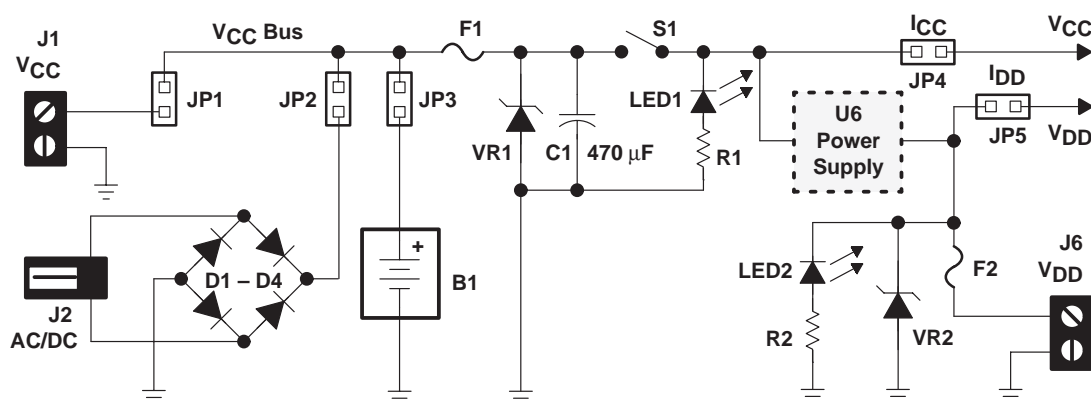 J1
VCC
VCC Bus
JP1
JP2
JP3
F1
S1
ICC
JP4
VCC
IDD
JP5
VDD
VR1
C1
470 µF
LED1
R1
U6
Power
Supply
D1 – D4
J2
AC/DC
+
B1
LED2
R2
VR2
F2
J6
VDD